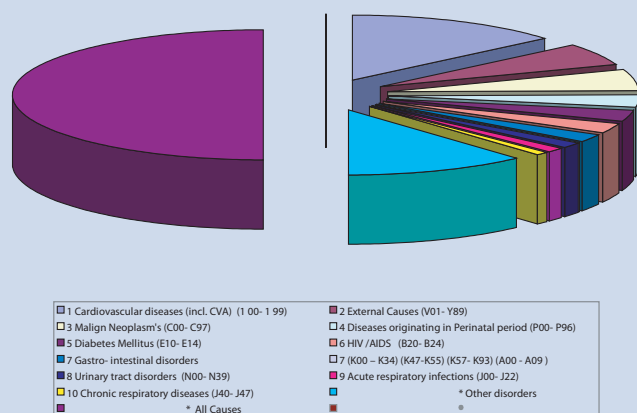 1 Cardiovascular diseases (incl. CVA) (1 00- 1 99)
2 External Causes (V01- Y89)
3 Malign Neoplasm's (C00- C97)
4 Diseases originating in Perinatal period (P00- P96)
5 Diabetes Mellitus (E10- E14)
6 HIV /AIDS (B20- B24)
7 Gastro- intestinal disorders
7 (K00 – K34) (K47-K55) (K57- K93) (A00 - A09 )
8 Urinary tract disorders (N00- N39)
9 Acute respiratory infections (J00- J22)
10 Chronic respiratory diseases (J40- J47)
* Other disorders
* All Causes